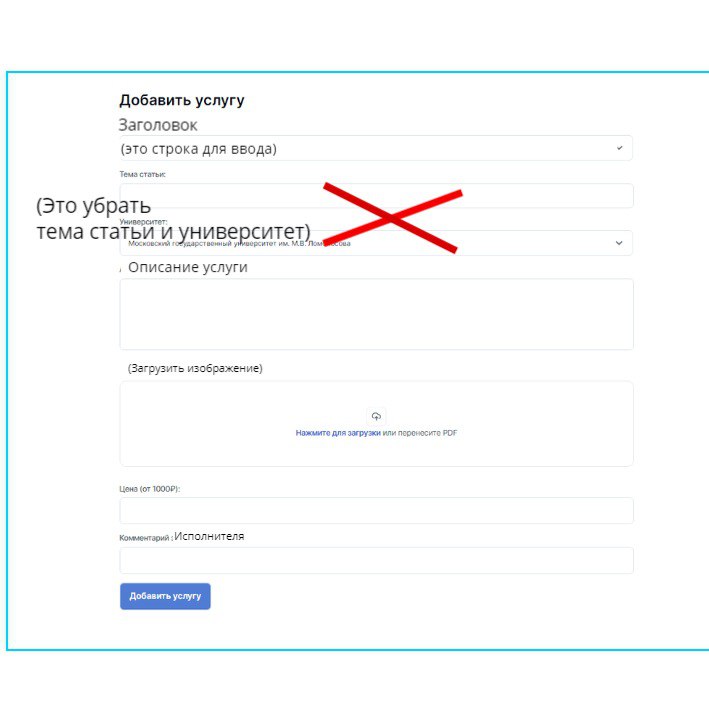 Добавить услугу
Заголовок
(это строка для ввода)
Тема статьи:
(Это убрать
тема статьи и университет)
Университет:
Московский государственный университет им. М.В. Ломоносова
Описание услуги
(Загрузить изображение)
Нажмите для загрузки или перенесите PDF
Цена (от 1000₽):
Комментарий : Исполнителя
Добавить услугу